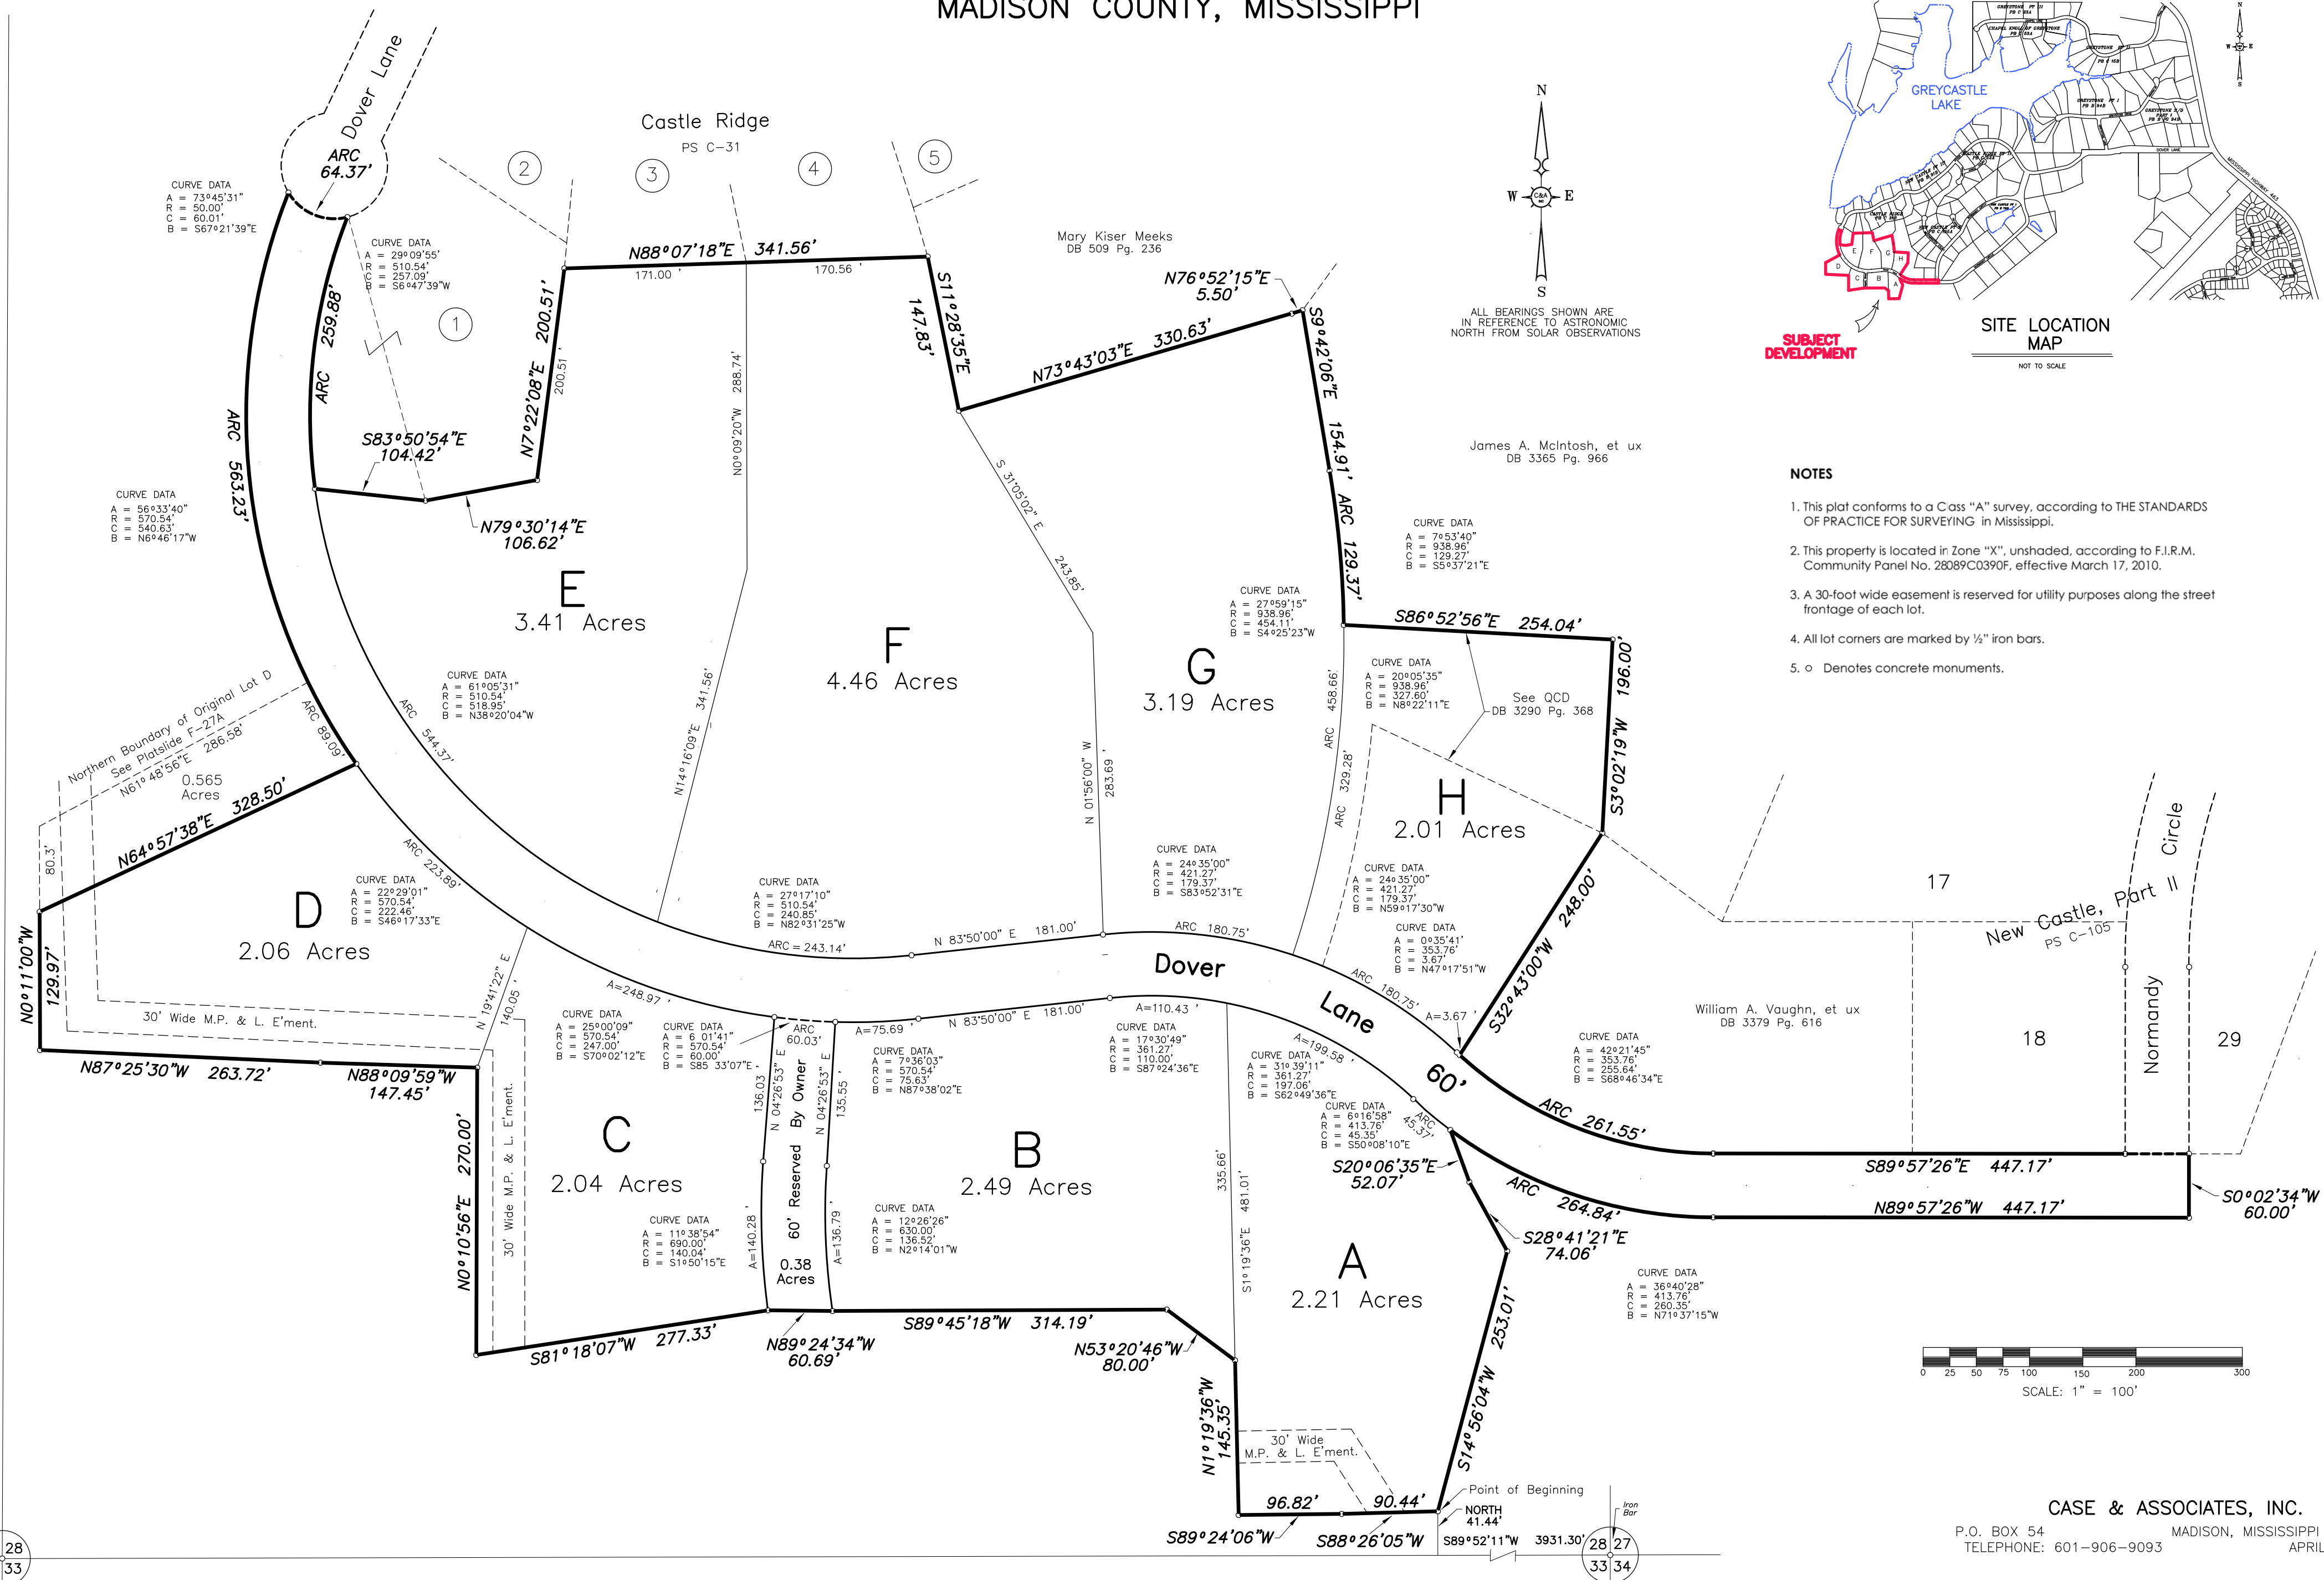 MADISON COUNTY, MISSISSIPPI
Dover Lane
ARC
64.37'
CURVE DATA
A = 73°45'31"
R = 50.00'
C = 60.01'
B = S67°21'39"E
CURVE DATA
A = 29°09'55"
R = 510.54'
C = 257.09'
B = S6°47'39"W
Castle Ridge
PS C-31
1
2
3
4
5
N88°07'18"E 341.56'
171.00 '
170.56 '
Mary Kiser Meeks
DB 509 Pg. 236
N76°52'15"E
5.50'
S11°28'35"E
147.83'
N73°43'03"E 330.63'
S9°42'06"E 154.91'
ARC 129.37'
ARC 259.88'
ARC 563.23'
N7°22'08"E 200.51'
200.51 '
S83°50'54"E
104.42'
N79°30'14"E
106.62'
N0°09'20"W 288.74'
N
W
C&A
E
S
ALL BEARINGS SHOWN ARE
IN REFERENCE TO ASTRONOMIC
NORTH FROM SOLAR OBSERVATIONS
GREYCASTLE
LAKE
DOVER LANE
MISSISSIPPI HIGHWAY 463
N
W
E
S
D
E
F
G
H
C
B
A
SUBJECT
DEVELOPMENT
SITE LOCATION
MAP
NOT TO SCALE
James A. McIntosh, et ux
DB 3365 Pg. 966
NOTES
1. This plat conforms to a Class "A" survey, according to THE STANDARDS
OF PRACTICE FOR SURVEYING in Mississippi.
2. This property is located in Zone "X", unshaded, according to F.I.R.M.
Community Panel No. 28089C0390F, effective March 17, 2010.
3. A 30-foot wide easement is reserved for utility purposes along the street
frontage of each lot.
4. All lot corners are marked by ½" iron bars.
5. ○ Denotes concrete monuments.
CURVE DATA
A = 56°33'40"
R = 570.54'
C = 540.63'
B = N6°46'17"W
CURVE DATA
A = 7°53'40"
R = 938.96'
C = 129.27'
B = S5°37'21"E
S 31°05'02" E
243.85'
E
3.41 Acres
F
4.46 Acres
G
3.19 Acres
CURVE DATA
A = 27°59'15"
R = 938.96'
C = 454.11'
B = S4°25'23"W
S86°52'56"E 254.04'
CURVE DATA
A = 20°05'35"
R = 938.96'
C = 327.60'
B = N8°22'11"E
See QCD
DB 3290 Pg. 368
S3°02'19"W 196.00'
CURVE DATA
A = 61°05'31"
R = 510.54'
C = 518.95'
B = N38°20'04"W
ARC 544.37'
N14°16'09"E 341.56'
N 01°56'00" W
283.69 '
ARC 458.66'
ARC 329.28'
H
2.01 Acres
Northern Boundary of Original Lot D
See Platslide F-27A
N61°48'56"E 286.58'
0.565
Acres
N64°57'38"E 328.50'
80.3'
ARC 89.09'
ARC 223.89'
N0°11'00"W
129.97'
D
2.06 Acres
CURVE DATA
A = 22°29'01"
R = 570.54'
C = 222.46'
B = S46°17'33"E
30' Wide M.P. & L. E'ment.
N 19°41'22" E
140.05 '
N87°25'30"W 263.72'
N88°09'59"W
147.45'
CURVE DATA
A = 27°17'10"
R = 510.54'
C = 240.85'
B = N82°31'25"W
ARC = 243.14'
N 83°50'00" E 181.00'
CURVE DATA
A = 24°35'00"
R = 421.27'
C = 179.37'
B = S83°52'31"E
ARC 180.75'
Dover
Lane
60'
CURVE DATA
A = 24°35'00"
R = 421.27'
C = 179.37'
B = N59°17'30"W
CURVE DATA
A = 0°35'41"
R = 353.76'
C = 3.67'
B = N47°17'51"W
ARC 180.75'
A=3.67 '
S32°43'00"W 248.00'
17
New Castle, Part II
PS C-105
Normandy Circle
18
29
William A. Vaughn, et ux
DB 3379 Pg. 616
CURVE DATA
A = 42°21'45"
R = 353.76'
C = 255.64'
B = S68°46'34"E
ARC 261.55'
S89°57'26"E 447.17'
N89°57'26"W 447.17'
S0°02'34"W
60.00'
A=248.97 '
CURVE DATA
A = 25°00'09"
R = 570.54'
C = 247.00'
B = S70°02'12"E
CURVE DATA
A = 6 01'41"
R = 570.54'
C = 60.00'
B = S85 33'07"E
ARC
60.03'
A=75.69 '
N 83°50'00" E 181.00'
A=110.43 '
CURVE DATA
A = 7°36'03"
R = 570.54'
C = 75.63'
B = N87°38'02"E
CURVE DATA
A = 17°30'49"
R = 361.27'
C = 110.00'
B = S87°24'36"E
A=199.58 '
CURVE DATA
A = 31°39'11"
R = 361.27'
C = 197.06'
B = S62°49'36"E
CURVE DATA
A = 6°16'58"
R = 413.76'
C = 45.35'
B = S50°08'10"E
ARC
45.37'
S20°06'35"E
52.07'
ARC 264.84'
S28°41'21"E
74.06'
N0°10'56"E 270.00'
30' Wide M.P. & L. E'ment.
C
2.04 Acres
136.03 '
N 04°26'53" E
60' Reserved By Owner
N 04°26'53" E
135.55 '
B
2.49 Acres
CURVE DATA
A = 11°38'54"
R = 690.00'
C = 140.04'
B = S1°50'15"E
A=140.28 '
0.38
Acres
A=136.79 '
CURVE DATA
A = 12°26'26"
R = 630.00'
C = 136.52'
B = N2°14'01"W
335.66'
S1°19'36"E 481.01'
A
2.21 Acres
CURVE DATA
A = 36°40'28"
R = 413.76'
C = 260.35'
B = N71°37'15"W
S81°18'07"W 277.33'
N89°24'34"W
60.69'
S89°45'18"W 314.19'
N53°20'46"W
80.00'
N1°19'36"W
145.35'
30' Wide
M.P. & L. E'ment.
S14°56'04"W 253.01'
96.82'
90.44'
S89°24'06"W
S88°26'05"W
Point of Beginning
NORTH
41.44'
S89°52'11"W 3931.30'
Iron
Bar
28
27
33
34
28
33
0 25 50 75 100 150 200 300
SCALE: 1" = 100'
CASE & ASSOCIATES, INC.
P.O. BOX 54 MADISON, MISSISSIPPI
TELEPHONE: 601-906-9093 APRIL